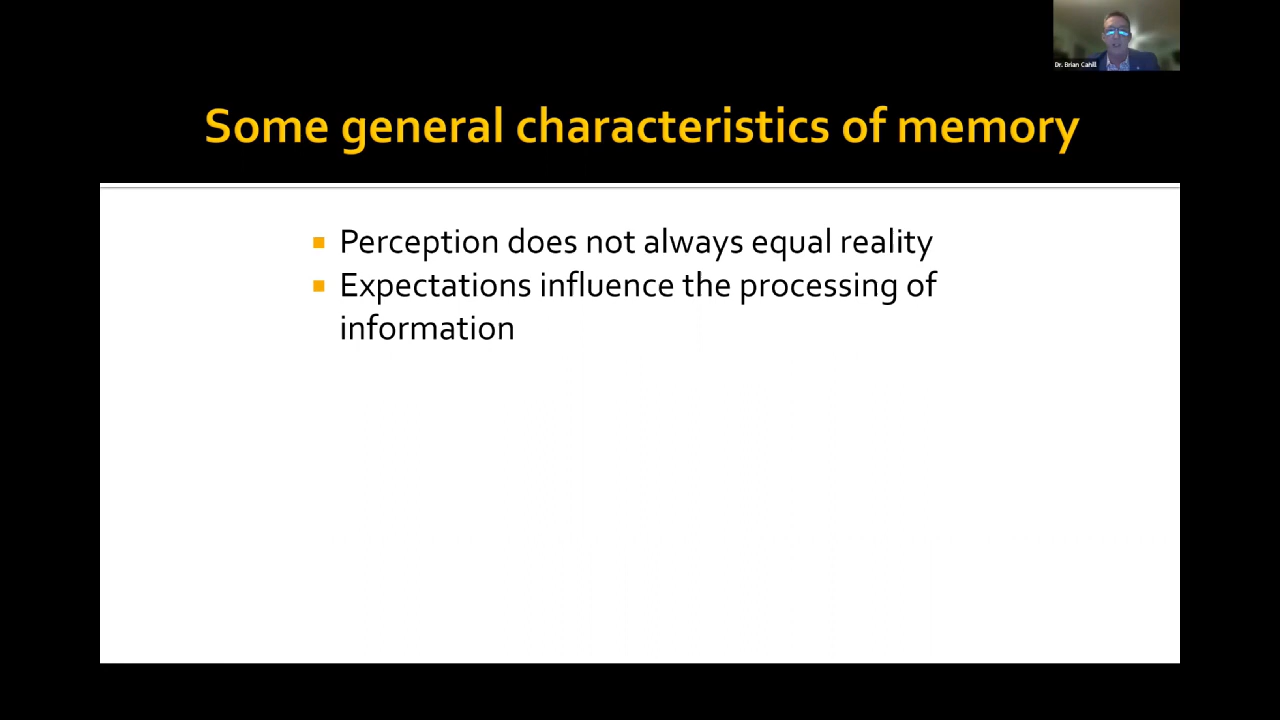 Dr. Brian Cahill
Some general characteristics of memory
Perception does not always equal reality
Expectations influence the processing of
information